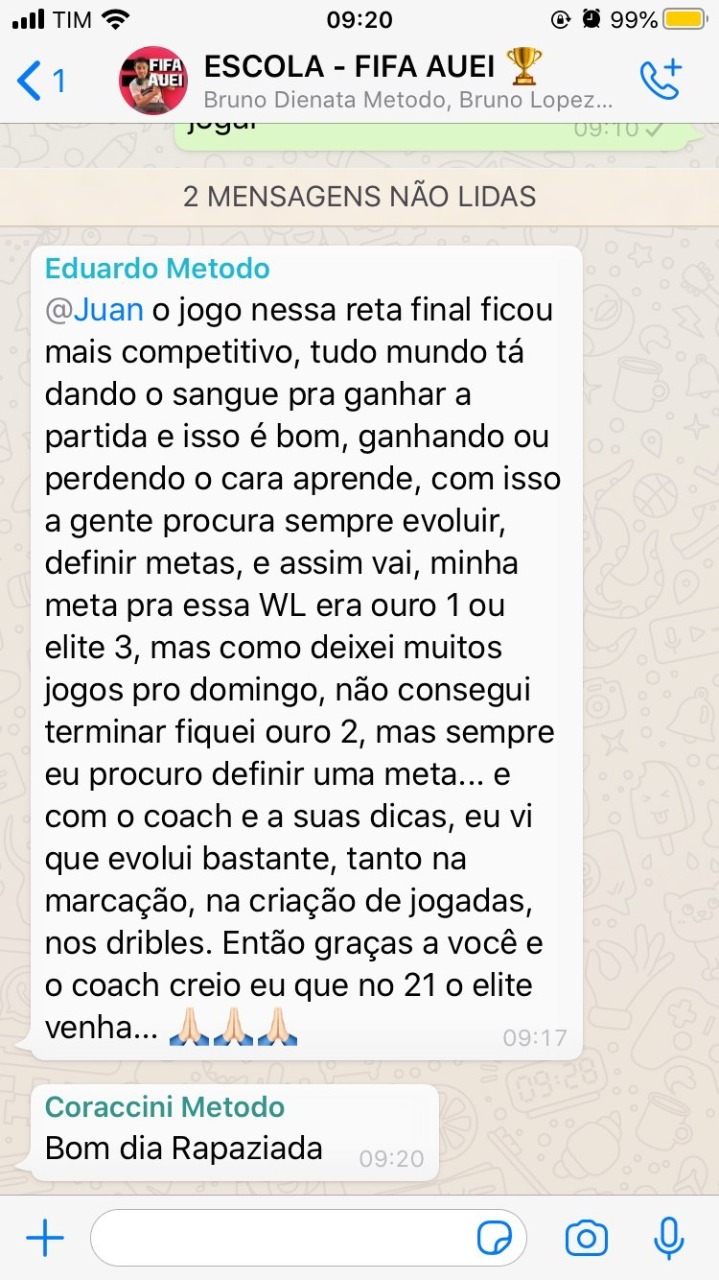 TIM 09:20 99%
1
FIFA
AUEI
ESCOLA - FIFA AUEI 🏆
Bruno Dienata Metodo, Bruno Lopez...
jogar 09:10
2 MENSAGENS NÃO LIDAS
Eduardo Metodo
@Juan o jogo nessa reta final ficou
mais competitivo, tudo mundo tá
dando o sangue pra ganhar a
partida e isso é bom, ganhando ou
perdendo o cara aprende, com isso
a gente procura sempre evoluir,
definir metas, e assim vai, minha
meta pra essa WL era ouro 1 ou
elite 3, mas como deixei muitos
jogos pro domingo, não consegui
terminar fiquei ouro 2, mas sempre
eu procuro definir uma meta... e
com o coach e a suas dicas, eu vi
que evolui bastante, tanto na
marcação, na criação de jogadas,
nos dribles. Então graças a você e
o coach creio eu que no 21 o elite
venha... 🙏🏻🙏🏻🙏🏻 09:17
Coraccini Metodo
Bom dia Rapaziada 09:20